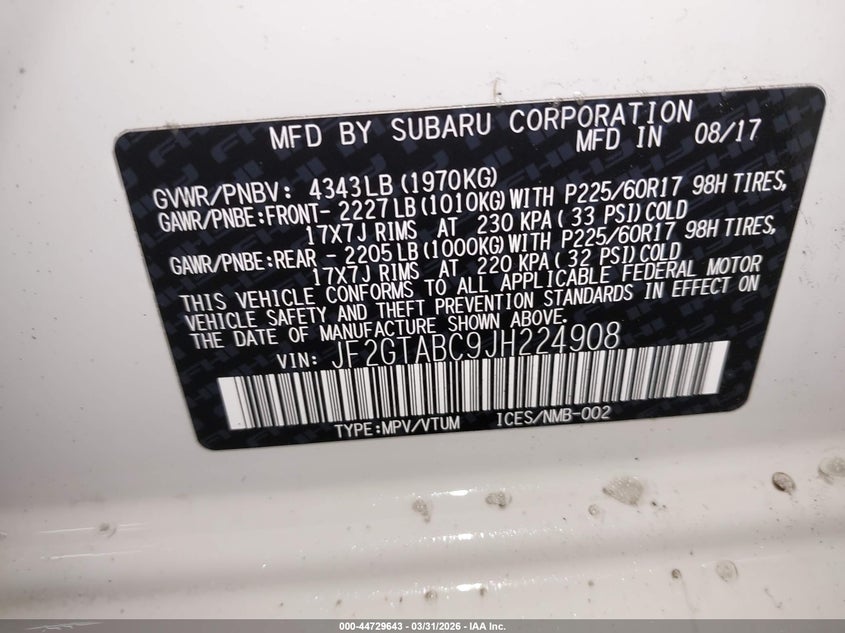 MFD BY SUBARU CORPORATION
MFD IN 08/17
GVWR/PNBV: 4343LB (1970KG)
GAWR/PNBE:FRONT- 2227LB (1010KG) WITH P225/60R17 98H TIRES,
17X7J RIMS AT 230 KPA ( 33 PSI) COLD
GAWR/PNBE:REAR - 2205LB (1000KG) WITH P225/60R17 98H TIRES,
17X7J RIMS AT 220 KPA ( 32 PSI) COLD
THIS VEHICLE CONFORMS TO ALL APPLICABLE FEDERAL MOTOR
VEHICLE SAFETY AND THEFT PREVENTION STANDARDS IN EFFECT ON
THE DATE OF MANUFACTURE SHOWN ABOVE.
VIN: JF2GTABC9JH224908
TYPE:MPV/VTUM ICES/NMB-002
000-44729643 - 03/31/2026 - IAA Inc.